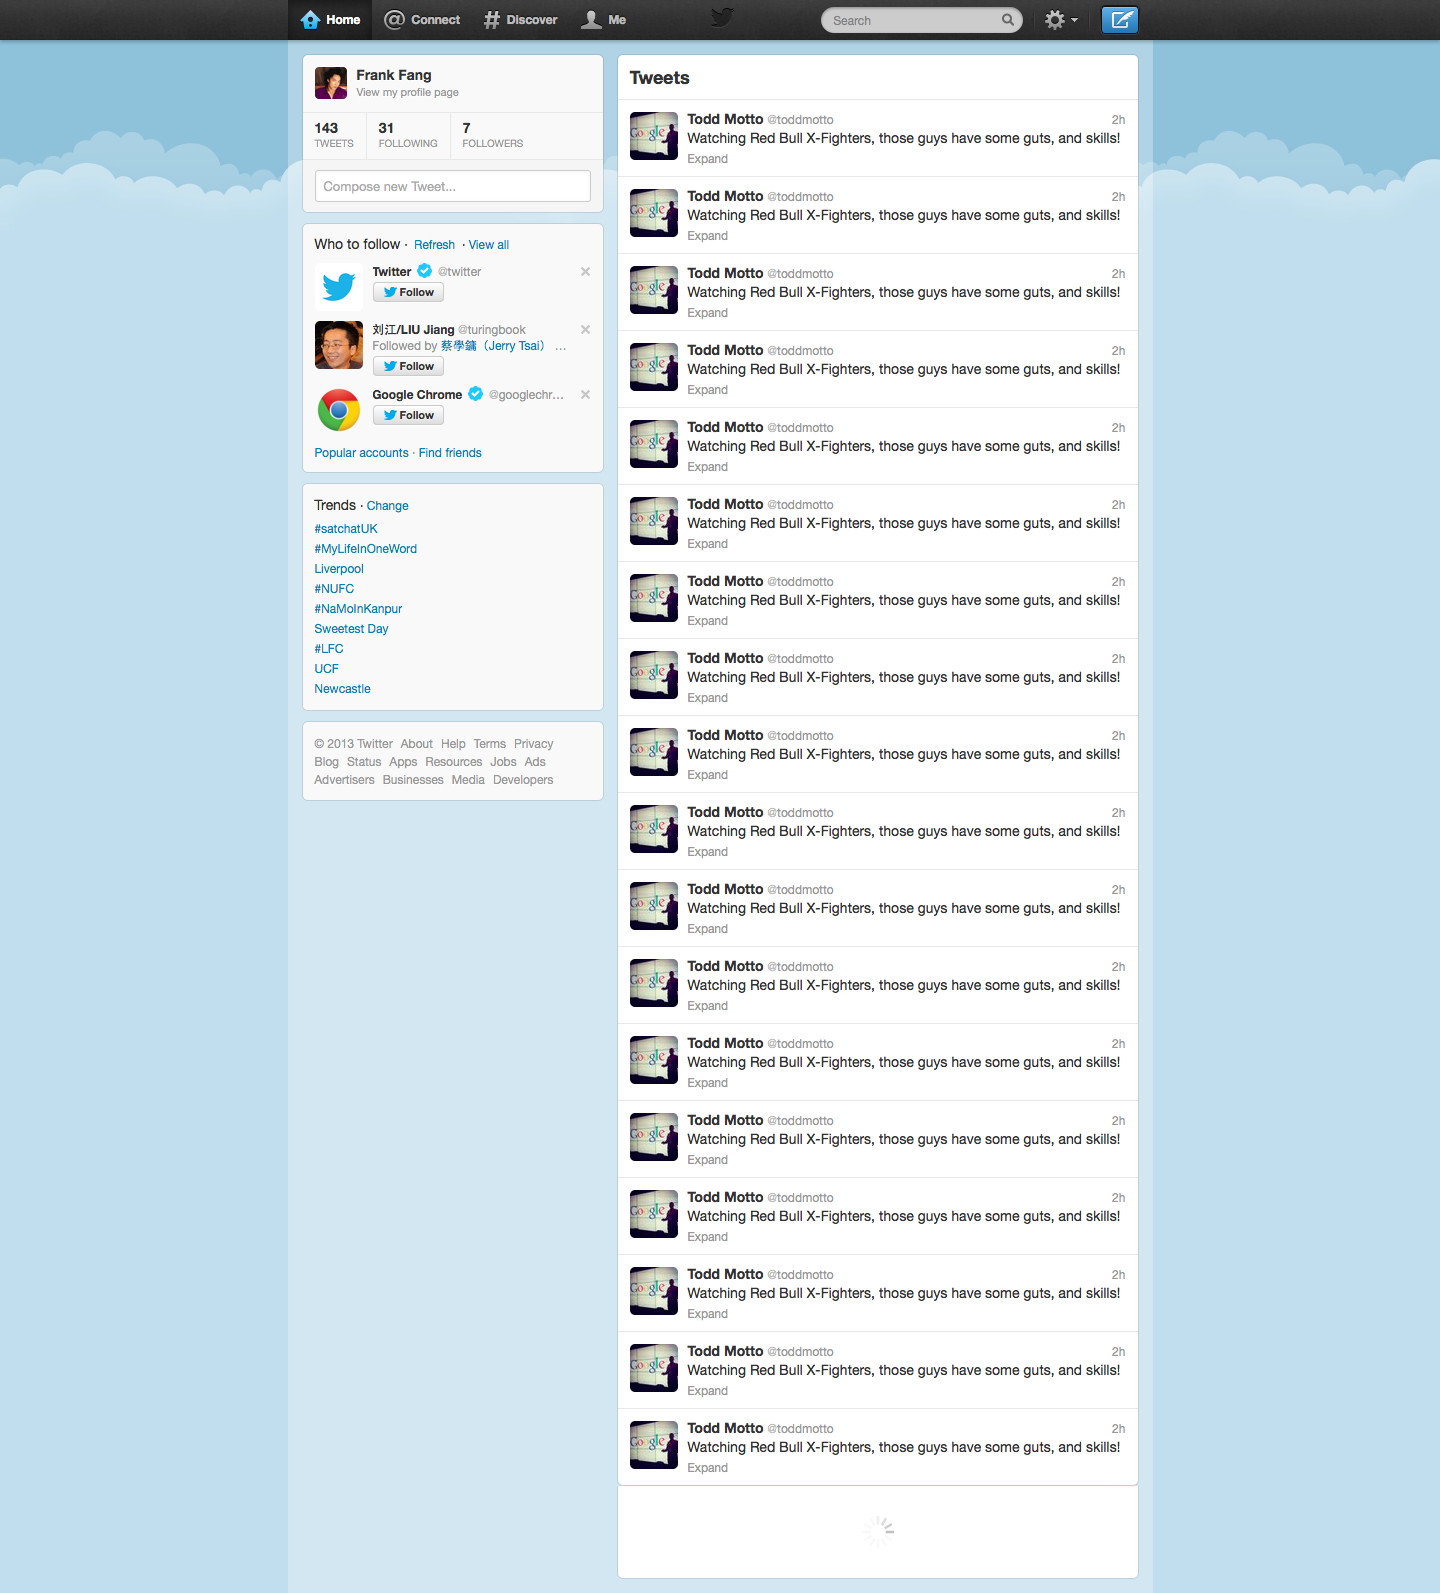 Home Connect Discover Me Search
Frank Fang
View my profile page
143 31 7
TWEETS FOLLOWING FOLLOWERS
Compose new Tweet...
Who to follow · Refresh · View all
Twitter @twitter
Follow
刘江/LIU Jiang @turingbook
Followed by 蔡學鏞（Jerry Tsai） ...
Follow
Google Chrome @googlechr...
Follow
Popular accounts · Find friends
Trends · Change
#satchatUK
#MyLifeInOneWord
Liverpool
#NUFC
#NaMoInKanpur
Sweetest Day
#LFC
UCF
Newcastle
© 2013 Twitter About Help Terms Privacy
Blog Status Apps Resources Jobs Ads
Advertisers Businesses Media Developers
Tweets
Todd Motto @toddmotto 2h
Watching Red Bull X-Fighters, those guys have some guts, and skills!
Expand
Todd Motto @toddmotto 2h
Watching Red Bull X-Fighters, those guys have some guts, and skills!
Expand
Todd Motto @toddmotto 2h
Watching Red Bull X-Fighters, those guys have some guts, and skills!
Expand
Todd Motto @toddmotto 2h
Watching Red Bull X-Fighters, those guys have some guts, and skills!
Expand
Todd Motto @toddmotto 2h
Watching Red Bull X-Fighters, those guys have some guts, and skills!
Expand
Todd Motto @toddmotto 2h
Watching Red Bull X-Fighters, those guys have some guts, and skills!
Expand
Todd Motto @toddmotto 2h
Watching Red Bull X-Fighters, those guys have some guts, and skills!
Expand
Todd Motto @toddmotto 2h
Watching Red Bull X-Fighters, those guys have some guts, and skills!
Expand
Todd Motto @toddmotto 2h
Watching Red Bull X-Fighters, those guys have some guts, and skills!
Expand
Todd Motto @toddmotto 2h
Watching Red Bull X-Fighters, those guys have some guts, and skills!
Expand
Todd Motto @toddmotto 2h
Watching Red Bull X-Fighters, those guys have some guts, and skills!
Expand
Todd Motto @toddmotto 2h
Watching Red Bull X-Fighters, those guys have some guts, and skills!
Expand
Todd Motto @toddmotto 2h
Watching Red Bull X-Fighters, those guys have some guts, and skills!
Expand
Todd Motto @toddmotto 2h
Watching Red Bull X-Fighters, those guys have some guts, and skills!
Expand
Todd Motto @toddmotto 2h
Watching Red Bull X-Fighters, those guys have some guts, and skills!
Expand
Todd Motto @toddmotto 2h
Watching Red Bull X-Fighters, those guys have some guts, and skills!
Expand
Todd Motto @toddmotto 2h
Watching Red Bull X-Fighters, those guys have some guts, and skills!
Expand
Todd Motto @toddmotto 2h
Watching Red Bull X-Fighters, those guys have some guts, and skills!
Expand